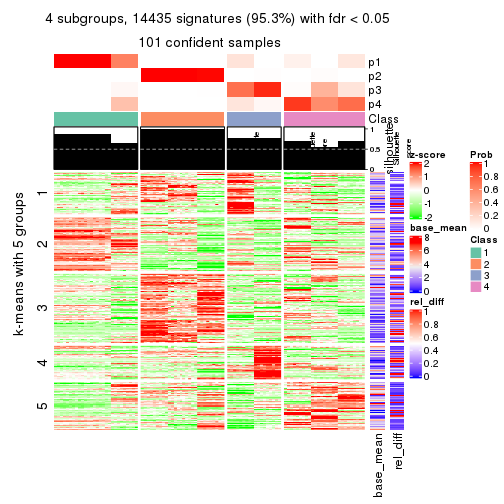 4 subgroups, 14435 signatures (95.3%) with fdr < 0.05
101 confident samples
p1
p2
p3
p4
Class
1
0.5
0
silhouette
Silhouette
score
k-means with 5 groups
1
2
3
4
5
base_mean
rel_diff
z-score
2
1
0
-1
-2
base_mean
8
6
4
2
0
rel_diff
1
0.8
0.6
0.4
0.2
0
Prob
1
0.8
0.6
0.4
0.2
0
Class
1
2
3
4